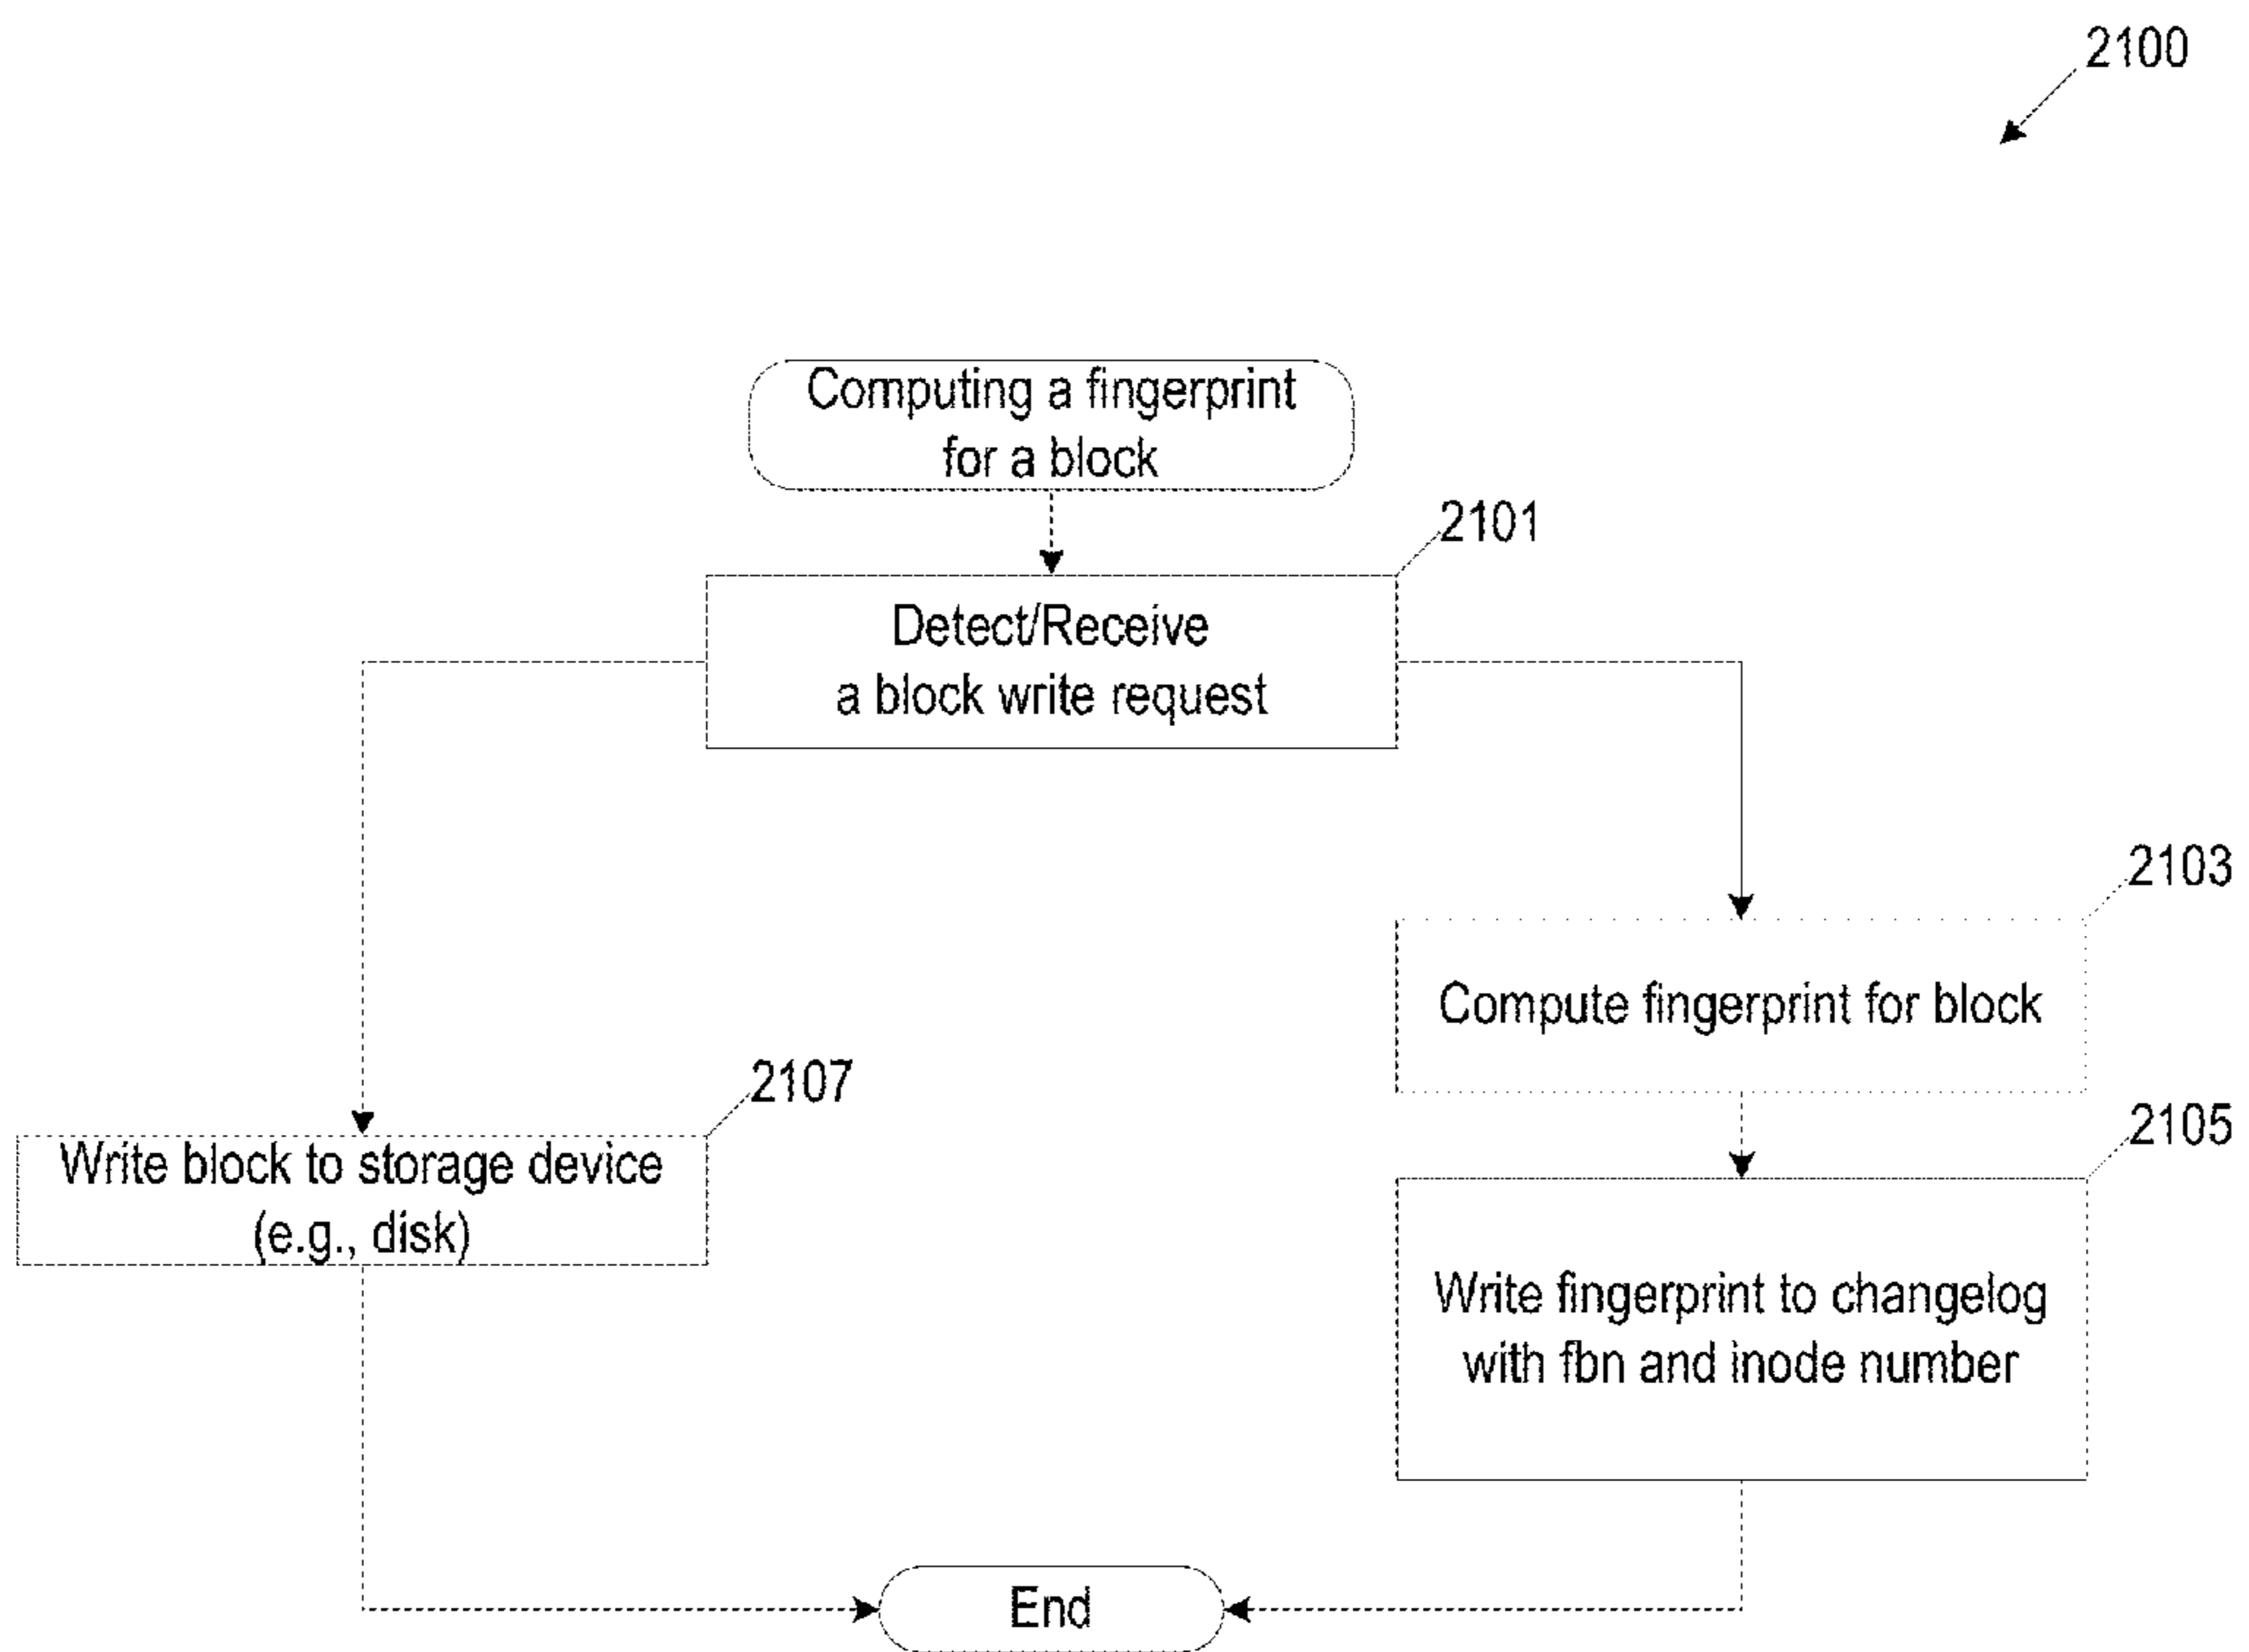 2100
Computing a fingerprint
for a block
2101
Detect/Receive
a block write request
2103
Compute fingerprint for block
2107
Write block to storage device
(e.g., disk)
2105
Write fingerprint to changelog
with fbn and inode number
End